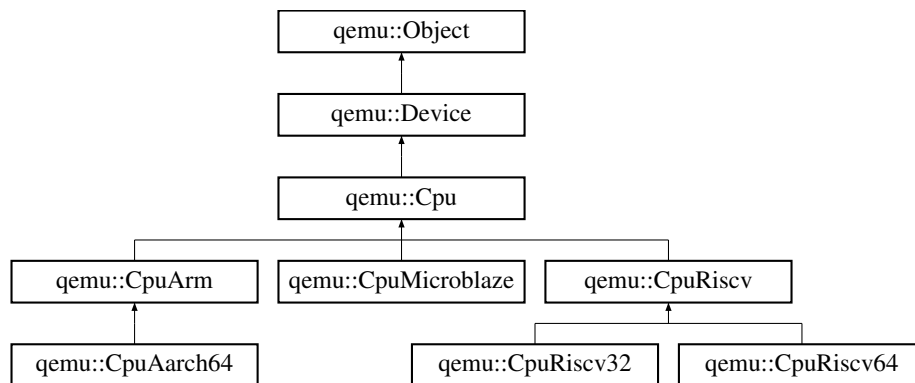 qemu::Object
qemu::Device
qemu::Cpu
qemu::CpuArm
qemu::CpuMicroblaze
qemu::CpuRiscv
qemu::CpuAarch64
qemu::CpuRiscv32
qemu::CpuRiscv64